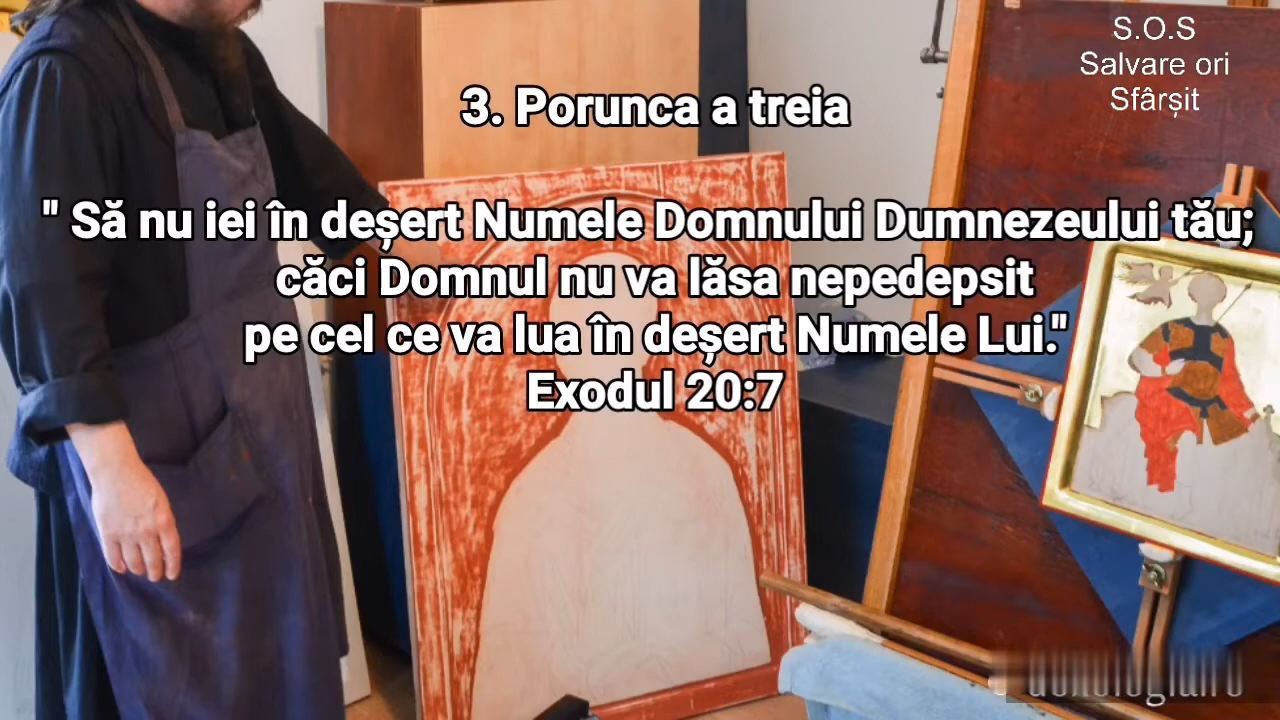 S.O.S
Salvare ori
Sfârșit
3. Porunca a treia
" Să nu iei în deșert Numele Domnului Dumnezeului tău;
căci Domnul nu va lăsa nepedepsit
pe cel ce va lua în deșert Numele Lui."
Exodul 20:7